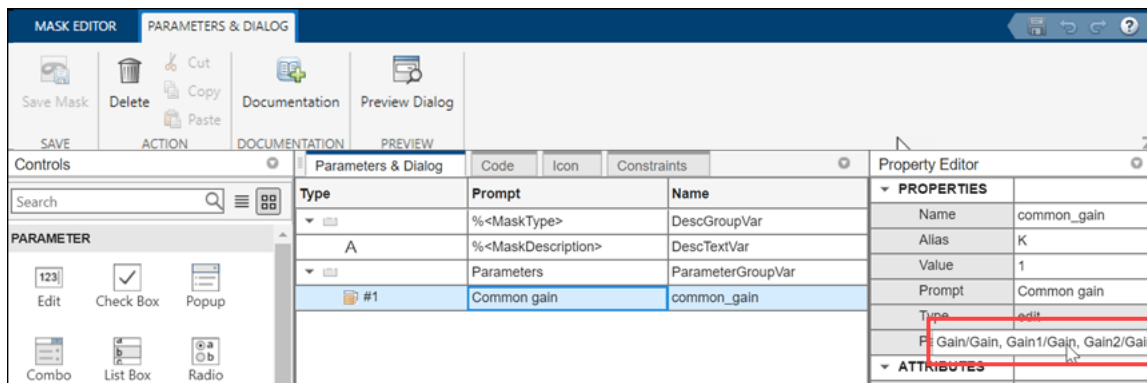 MASK EDITOR PARAMETERS & DIALOG ?
Save Mask Delete Cut Copy Paste Documentation Preview Dialog
SAVE ACTION DOCUMENTATION PREVIEW
Controls Parameters & Dialog Code Icon Constraints Property Editor
Search Type Prompt Name PROPERTIES
%<MaskType> DescGroupVar Name common_gain
PARAMETER A %<MaskDescription> DescTextVar Alias K
Parameters ParameterGroupVar Value 1
123 #1 Common gain common_gain Prompt Common gain
Edit Check Box Popup Type edit
Gain/Gain, Gain1/Gain, Gain2/Gai
a b
Combo List Box Radio ATTRIBUTES